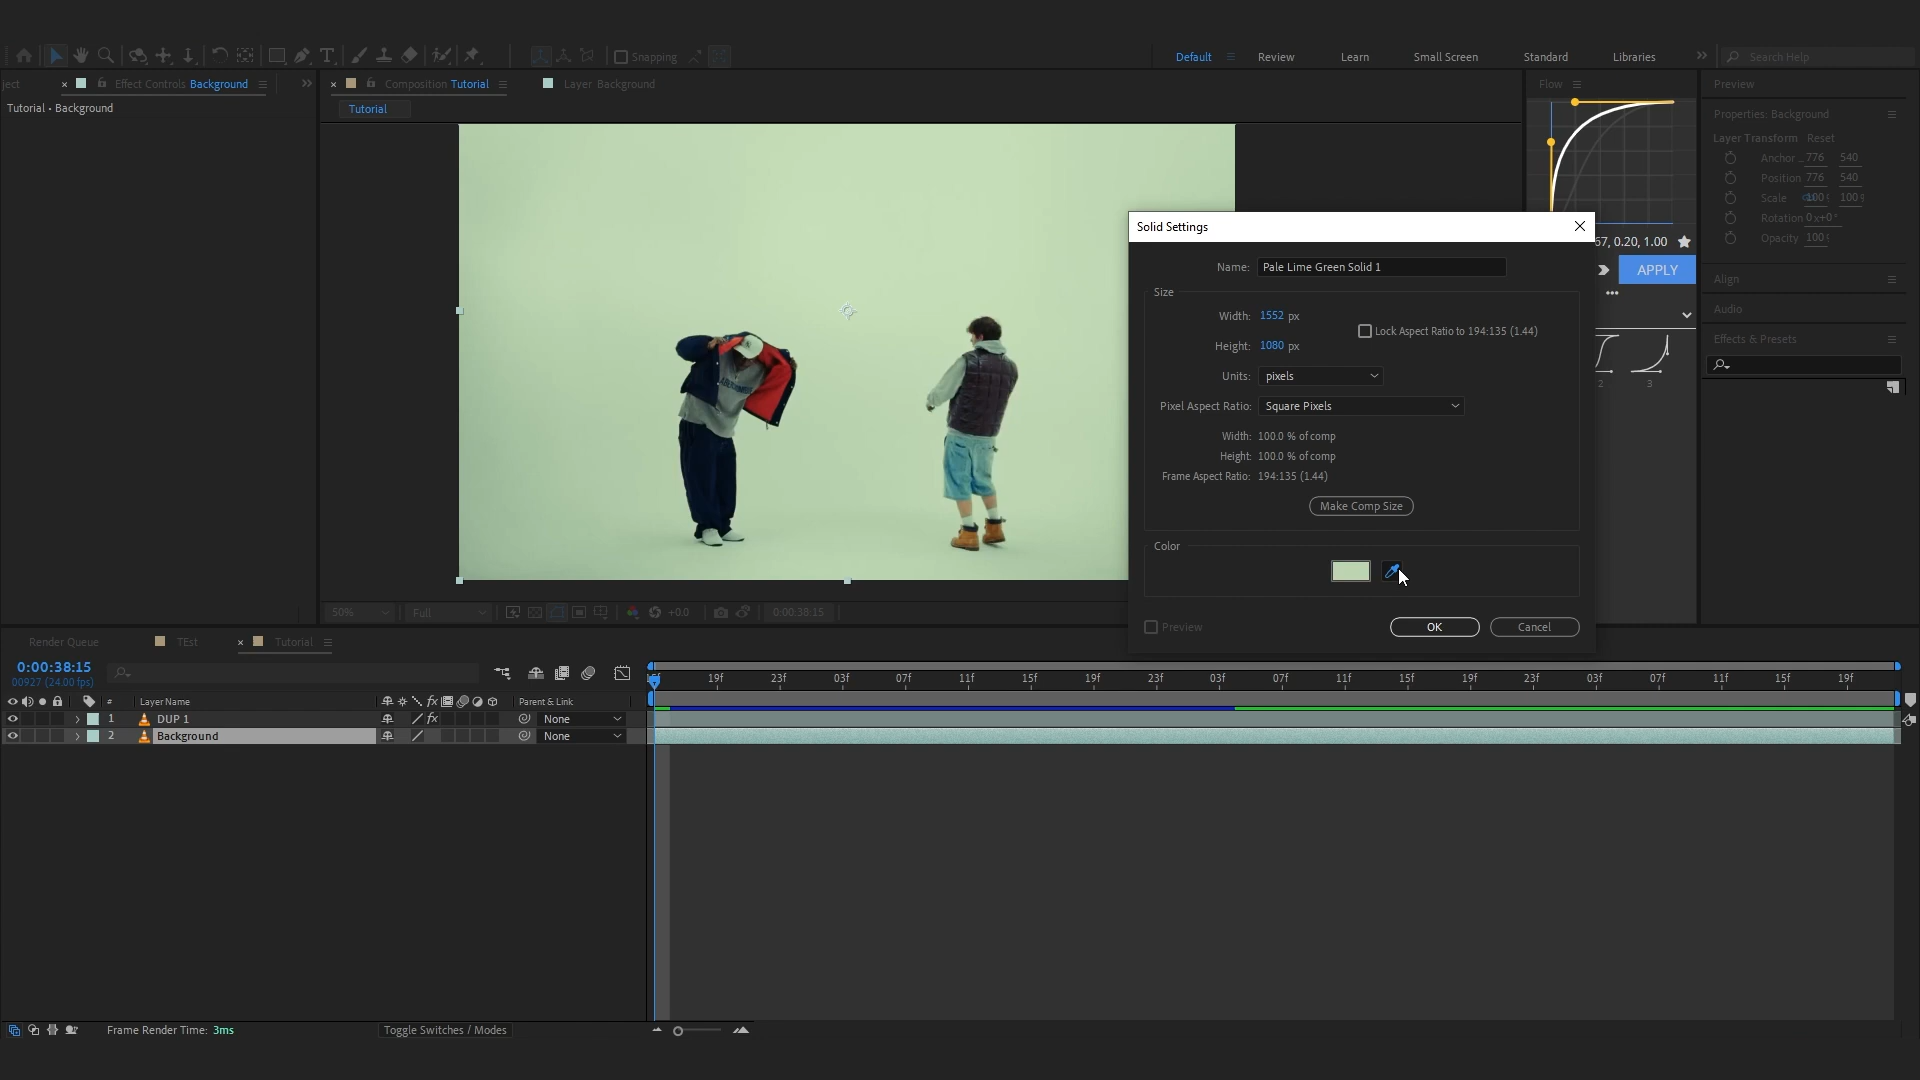 Snapping
Default
Review
Learn
Small Screen
Standard
Libraries
Search Help
ject
Effect Controls Background
Composition Tutorial
Layer Background
Flow
Preview
Tutorial • Background
Tutorial
Properties: Background
Layer Transform Reset
Anchor .. 776 540
Position 776 540
Scale 100 100
Rotation 0x+0°
Opacity 100
Solid Settings
67, 0.20, 1.00
Name: Pale Lime Green Solid 1
APPLY
Size
Align
Width: 1552 px
Audio
Lock Aspect Ratio to 194:135 (1.44)
Height: 1080 px
Effects & Presets
Units: pixels
2
3
Pixel Aspect Ratio: Square Pixels
Width: 100.0 % of comp
Height: 100.0 % of comp
Frame Aspect Ratio: 194:135 (1.44)
Make Comp Size
Color
50%
Full
+0.0
0:00:38:15
Preview
OK
Cancel
Render Queue
TEst
Tutorial
0:00:38:15
00927 (24.00 fps)
19f 23f 03f 07f 11f 15f 19f 23f 03f 07f 11f 15f 19f 23f 03f 07f 11f 15f 19f
# Layer Name
fx
Parent & Link
1 DUP 1
fx
None
2 Background
None
Frame Render Time: 3ms
Toggle Switches / Modes